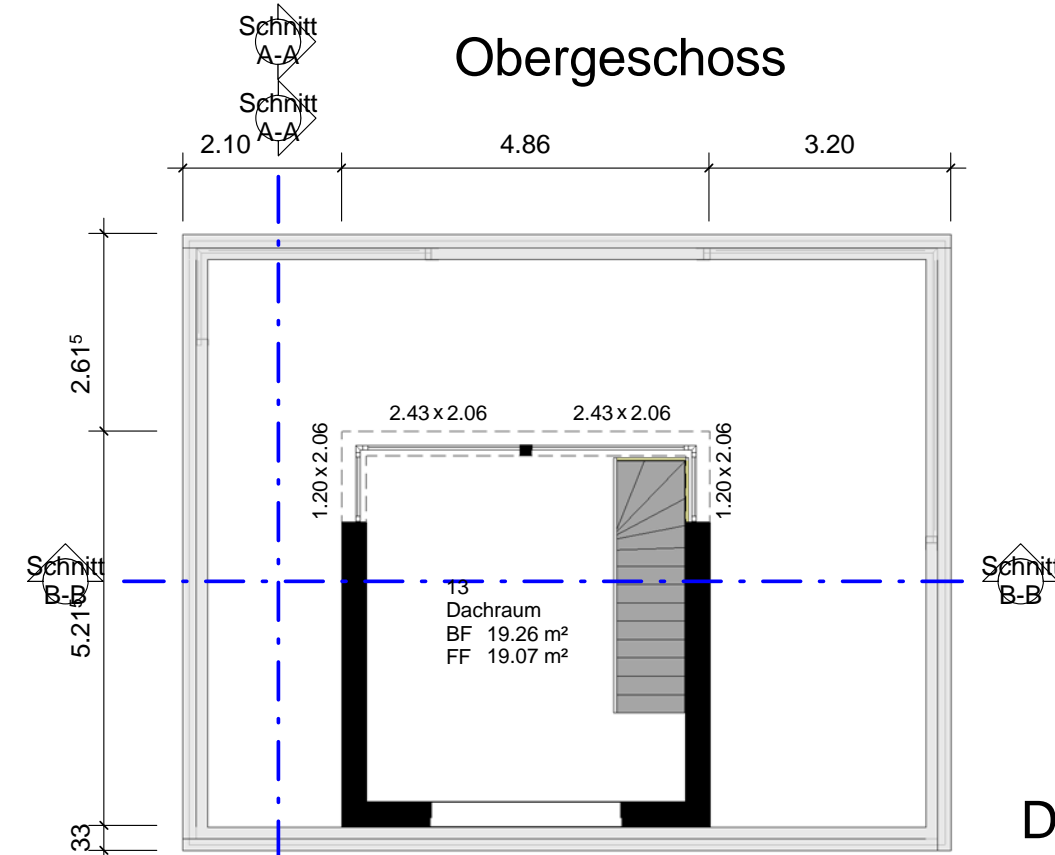 Schnitt
A-A
Obergeschoss
Schnitt
A-A
2.10
4.86
3.20
2.61⁵
2.43 x 2.06
2.43 x 2.06
1.20 x 2.06
1.20 x 2.06
Schnitt
B-B
Schnitt
B-B
13
Dachraum
BF 19.26 m²
FF 19.07 m²
5.21⁵
33
D